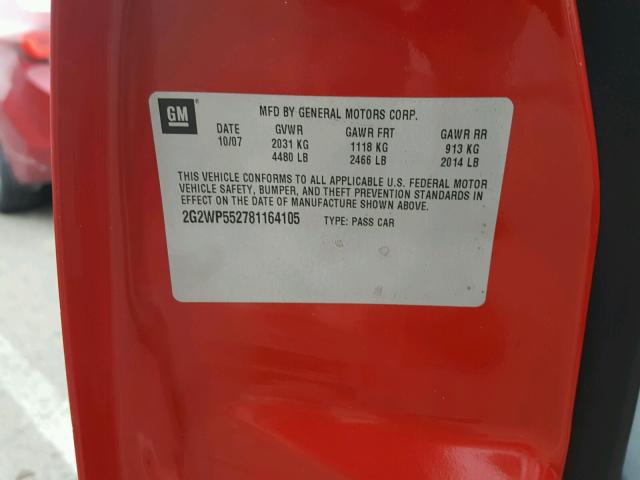 GM
MFD BY GENERAL MOTORS CORP.
DATE GVWR GAWR FRT GAWR RR
10/07 2031 KG 1118 KG 913 KG
4480 LB 2466 LB 2014 LB
THIS VEHICLE CONFORMS TO ALL APPLICABLE U.S. FEDERAL MOTOR
VEHICLE SAFETY, BUMPER, AND THEFT PREVENTION STANDARDS
IN EFFECT ON THE DATE OF MANUFACTURE SHOWN ABOVE.
2G2WP552781164105 TYPE: PASS CAR